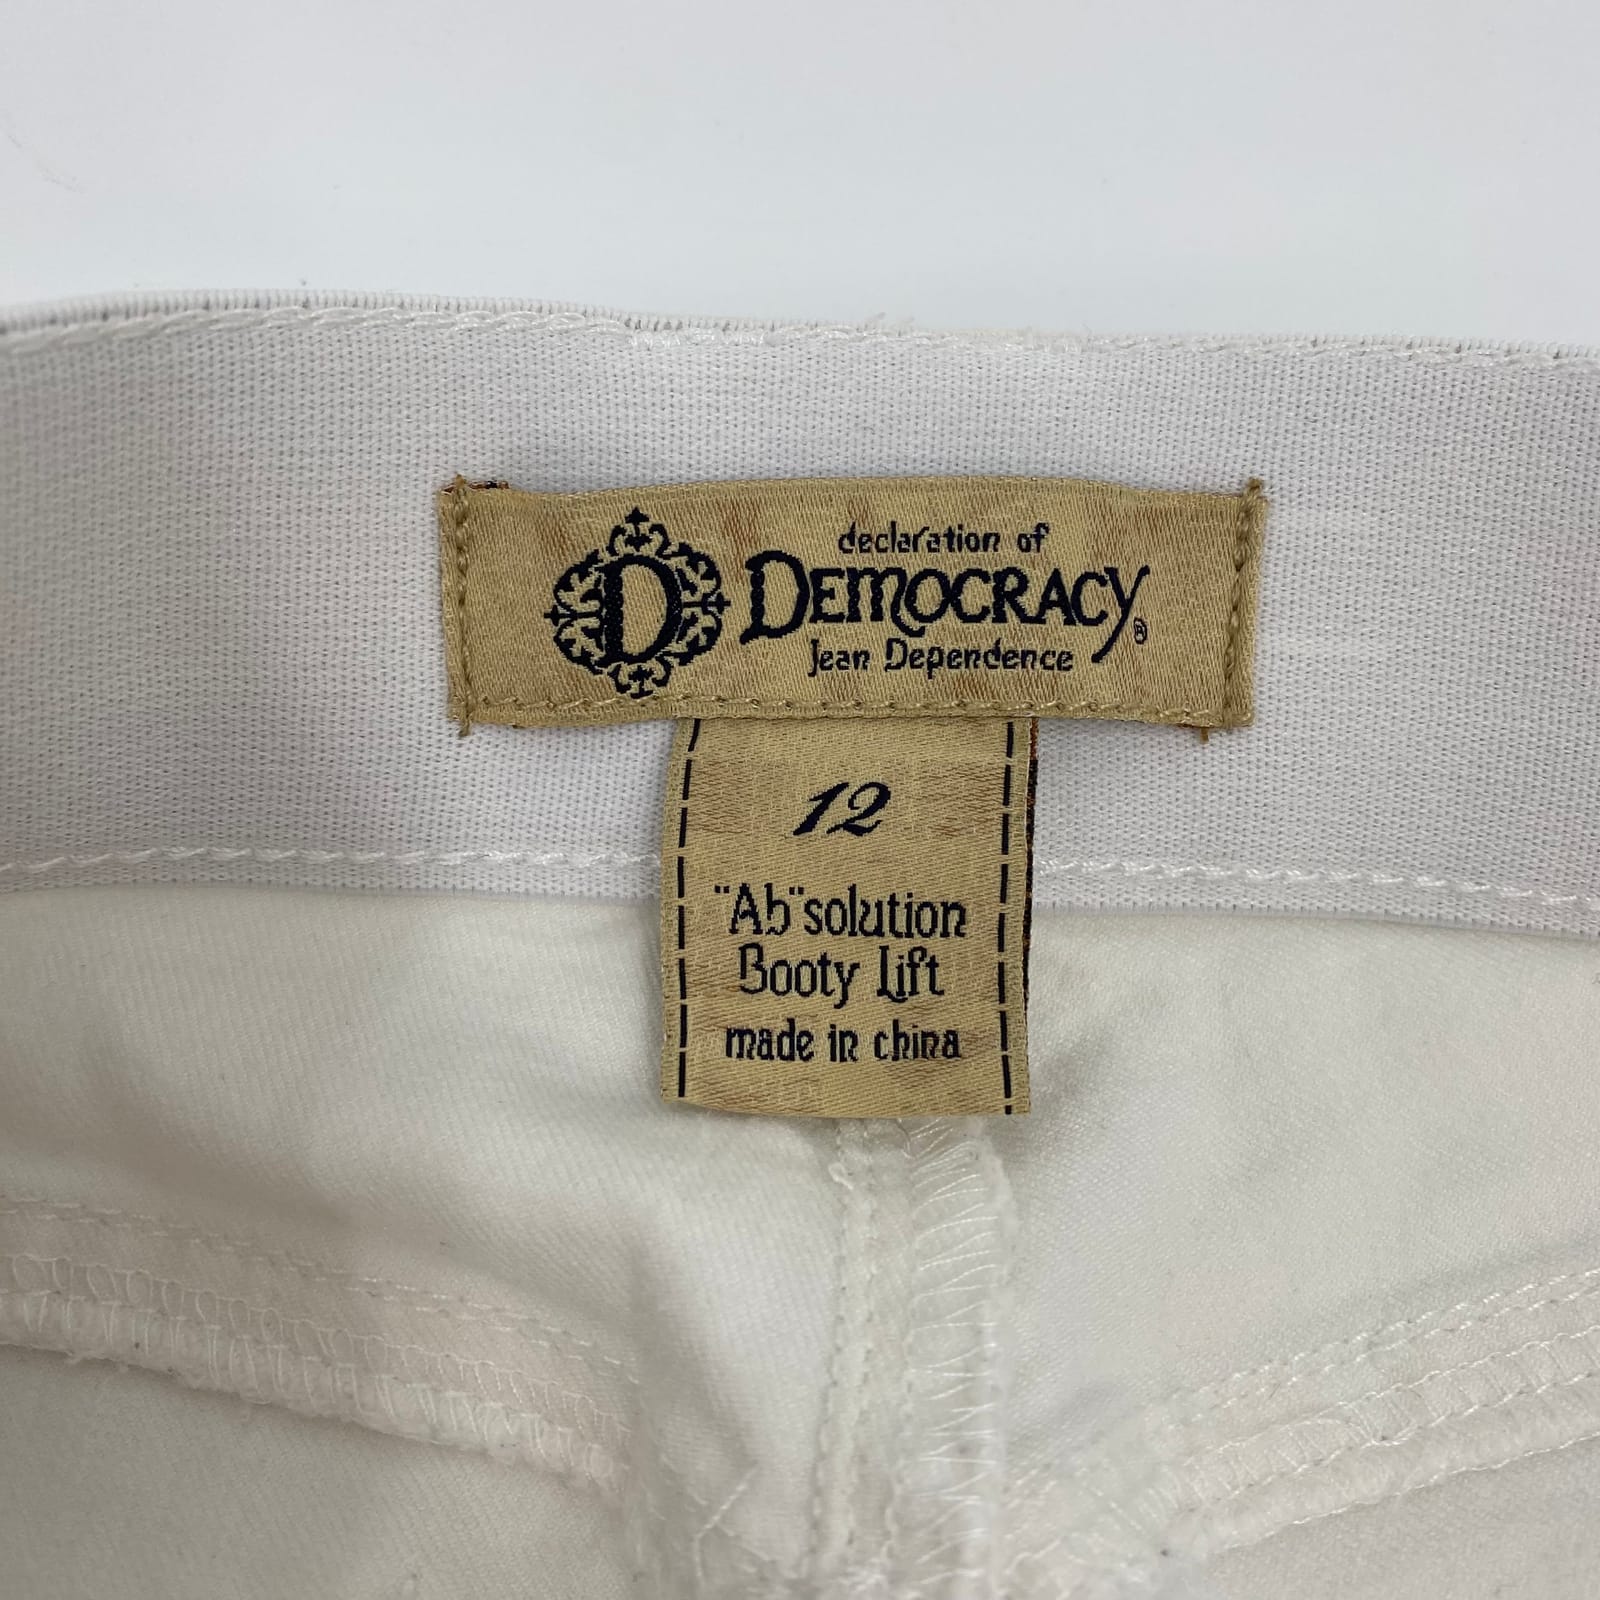 D
declaration of
DEMOCRACY®
Jean Dependence
12
"Ab"solution
Booty Lift
made in china